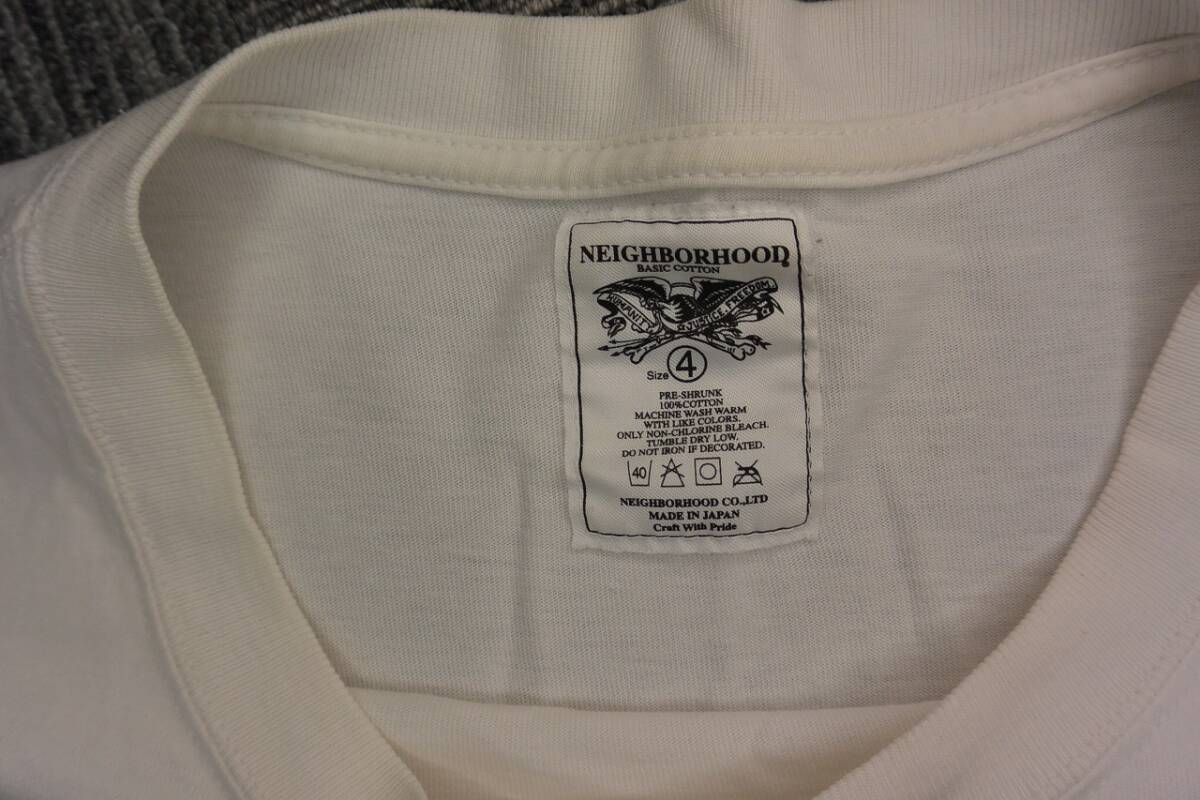 NEIGHBORHOOD
BASIC COTTON
HUMANITY
JUSTICE. FREEDOM
Size 4
PRE-SHRUNK
100%COTTON
MACHINE WASH WARM
WITH LIKE COLORS.
ONLY NON-CHLORINE BLEACH.
TUMBLE DRY LOW.
DO NOT IRON IF DECORATED.
40
NEIGHBORHOOD CO.,LTD
MADE IN JAPAN
Craft With Pride